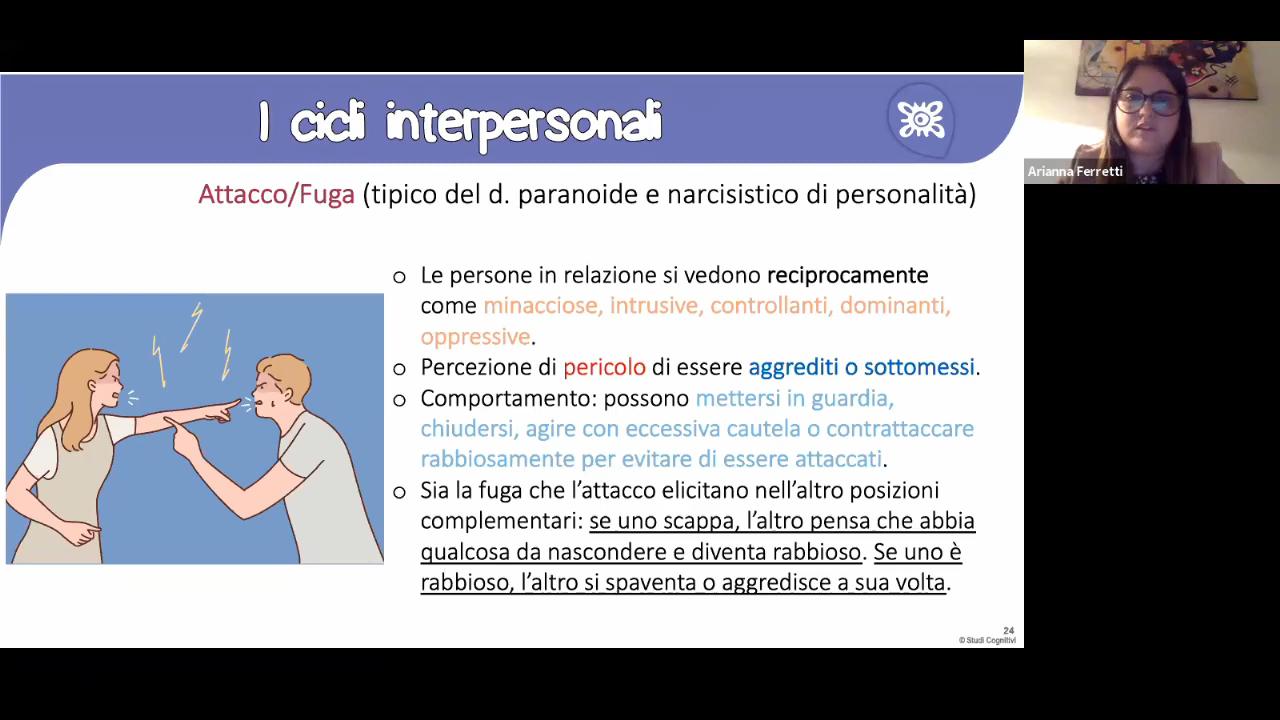 I cicli interpersonali
Arianna Ferretti
Attacco/Fuga (tipico del d. paranoide e narcisistico di personalità)
o Le persone in relazione si vedono reciprocamente
come minacciose, intrusive, controllanti, dominanti,
oppressive.
o Percezione di pericolo di essere aggrediti o sottomessi.
o Comportamento: possono mettersi in guardia,
chiudersi, agire con eccessiva cautela o contrattaccare
rabbiosamente per evitare di essere attaccati.
o Sia la fuga che l’attacco elicitano nell’altro posizioni
complementari: se uno scappa, l’altro pensa che abbia
qualcosa da nascondere e diventa rabbioso. Se uno è
rabbioso, l’altro si spaventa o aggredisce a sua volta.
24
© Studi Cognitivi